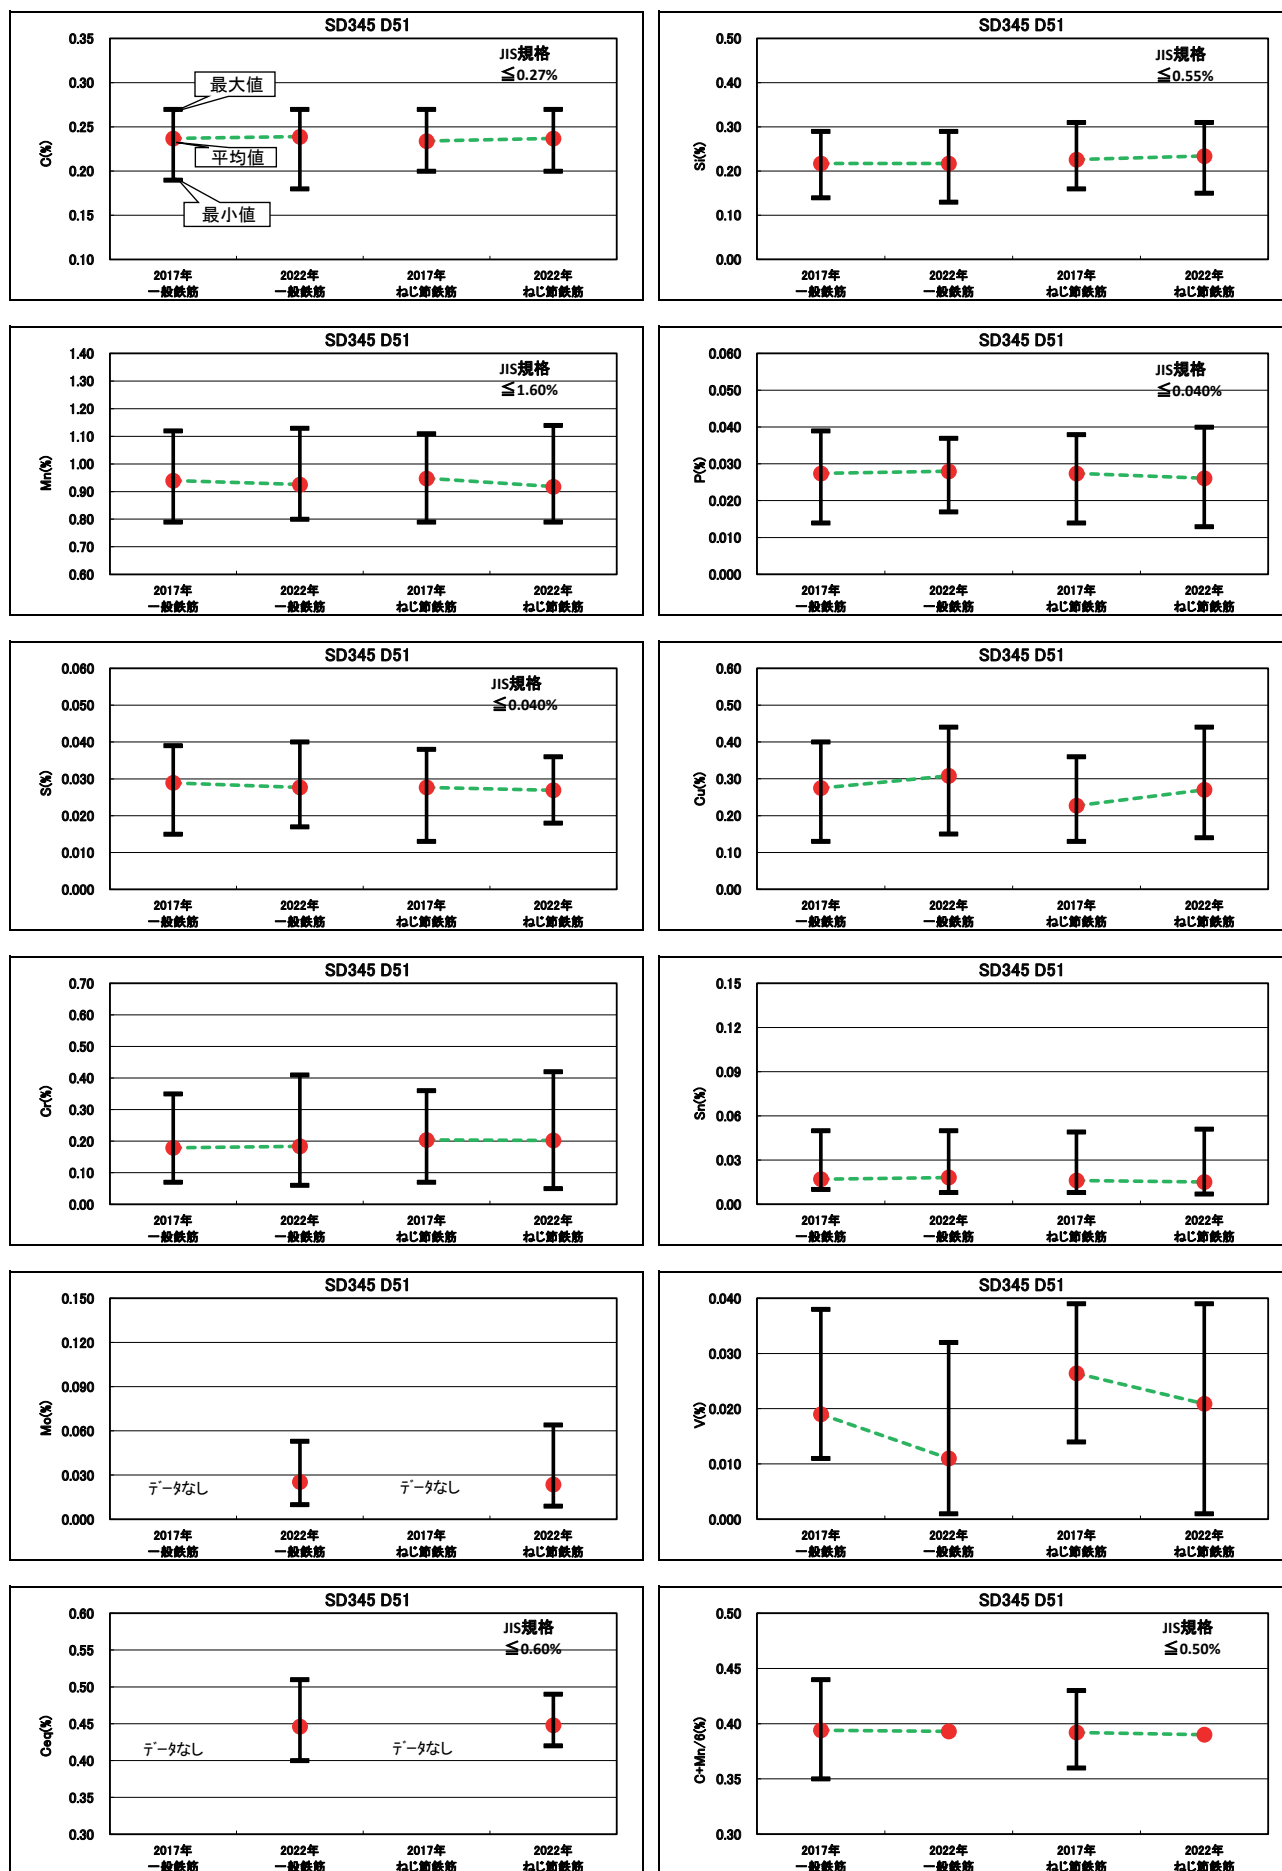 SD345 D51
JIS規格
≦0.27%
最大値
平均値
最小値
C(%)
0.35
0.30
0.25
0.20
0.15
0.10
2017年 2022年 2017年 2022年
一般鉄筋 一般鉄筋 ねじ節鉄筋 ねじ節鉄筋
SD345 D51
JIS規格
≦0.55%
Si(%)
0.50
0.40
0.30
0.20
0.10
0.00
2017年 2022年 2017年 2022年
一般鉄筋 一般鉄筋 ねじ節鉄筋 ねじ節鉄筋
SD345 D51
JIS規格
≦1.60%
Mn(%)
1.40
1.30
1.20
1.10
1.00
0.90
0.80
0.70
0.60
2017年 2022年 2017年 2022年
一般鉄筋 一般鉄筋 ねじ節鉄筋 ねじ節鉄筋
SD345 D51
JIS規格
≦0.040%
P(%)
0.060
0.050
0.040
0.030
0.020
0.010
0.000
2017年 2022年 2017年 2022年
一般鉄筋 一般鉄筋 ねじ節鉄筋 ねじ節鉄筋
SD345 D51
JIS規格
≦0.040%
S(%)
0.060
0.050
0.040
0.030
0.020
0.010
0.000
2017年 2022年 2017年 2022年
一般鉄筋 一般鉄筋 ねじ節鉄筋 ねじ節鉄筋
SD345 D51
Cu(%)
0.60
0.50
0.40
0.30
0.20
0.10
0.00
2017年 2022年 2017年 2022年
一般鉄筋 一般鉄筋 ねじ節鉄筋 ねじ節鉄筋
SD345 D51
Cr(%)
0.70
0.60
0.50
0.40
0.30
0.20
0.10
0.00
2017年 2022年 2017年 2022年
一般鉄筋 一般鉄筋 ねじ節鉄筋 ねじ節鉄筋
SD345 D51
Sn(%)
0.15
0.12
0.09
0.06
0.03
0.00
2017年 2022年 2017年 2022年
一般鉄筋 一般鉄筋 ねじ節鉄筋 ねじ節鉄筋
SD345 D51
Mo(%)
0.150
0.120
0.090
0.060
0.030
0.000
ﾃﾞｰﾀなし ﾃﾞｰﾀなし
2017年 2022年 2017年 2022年
一般鉄筋 一般鉄筋 ねじ節鉄筋 ねじ節鉄筋
SD345 D51
V(%)
0.040
0.030
0.020
0.010
0.000
2017年 2022年 2017年 2022年
一般鉄筋 一般鉄筋 ねじ節鉄筋 ねじ節鉄筋
SD345 D51
JIS規格
≦0.60%
Ceq(%)
0.60
0.55
0.50
0.45
0.40
0.35
0.30
ﾃﾞｰﾀなし ﾃﾞｰﾀなし
2017年 2022年 2017年 2022年
一般鉄筋 一般鉄筋 ねじ節鉄筋 ねじ節鉄筋
SD345 D51
JIS規格
≦0.50%
C+Mn/6(%)
0.50
0.45
0.40
0.35
0.30
2017年 2022年 2017年 2022年
一般鉄筋 一般鉄筋 ねじ節鉄筋 ねじ節鉄筋